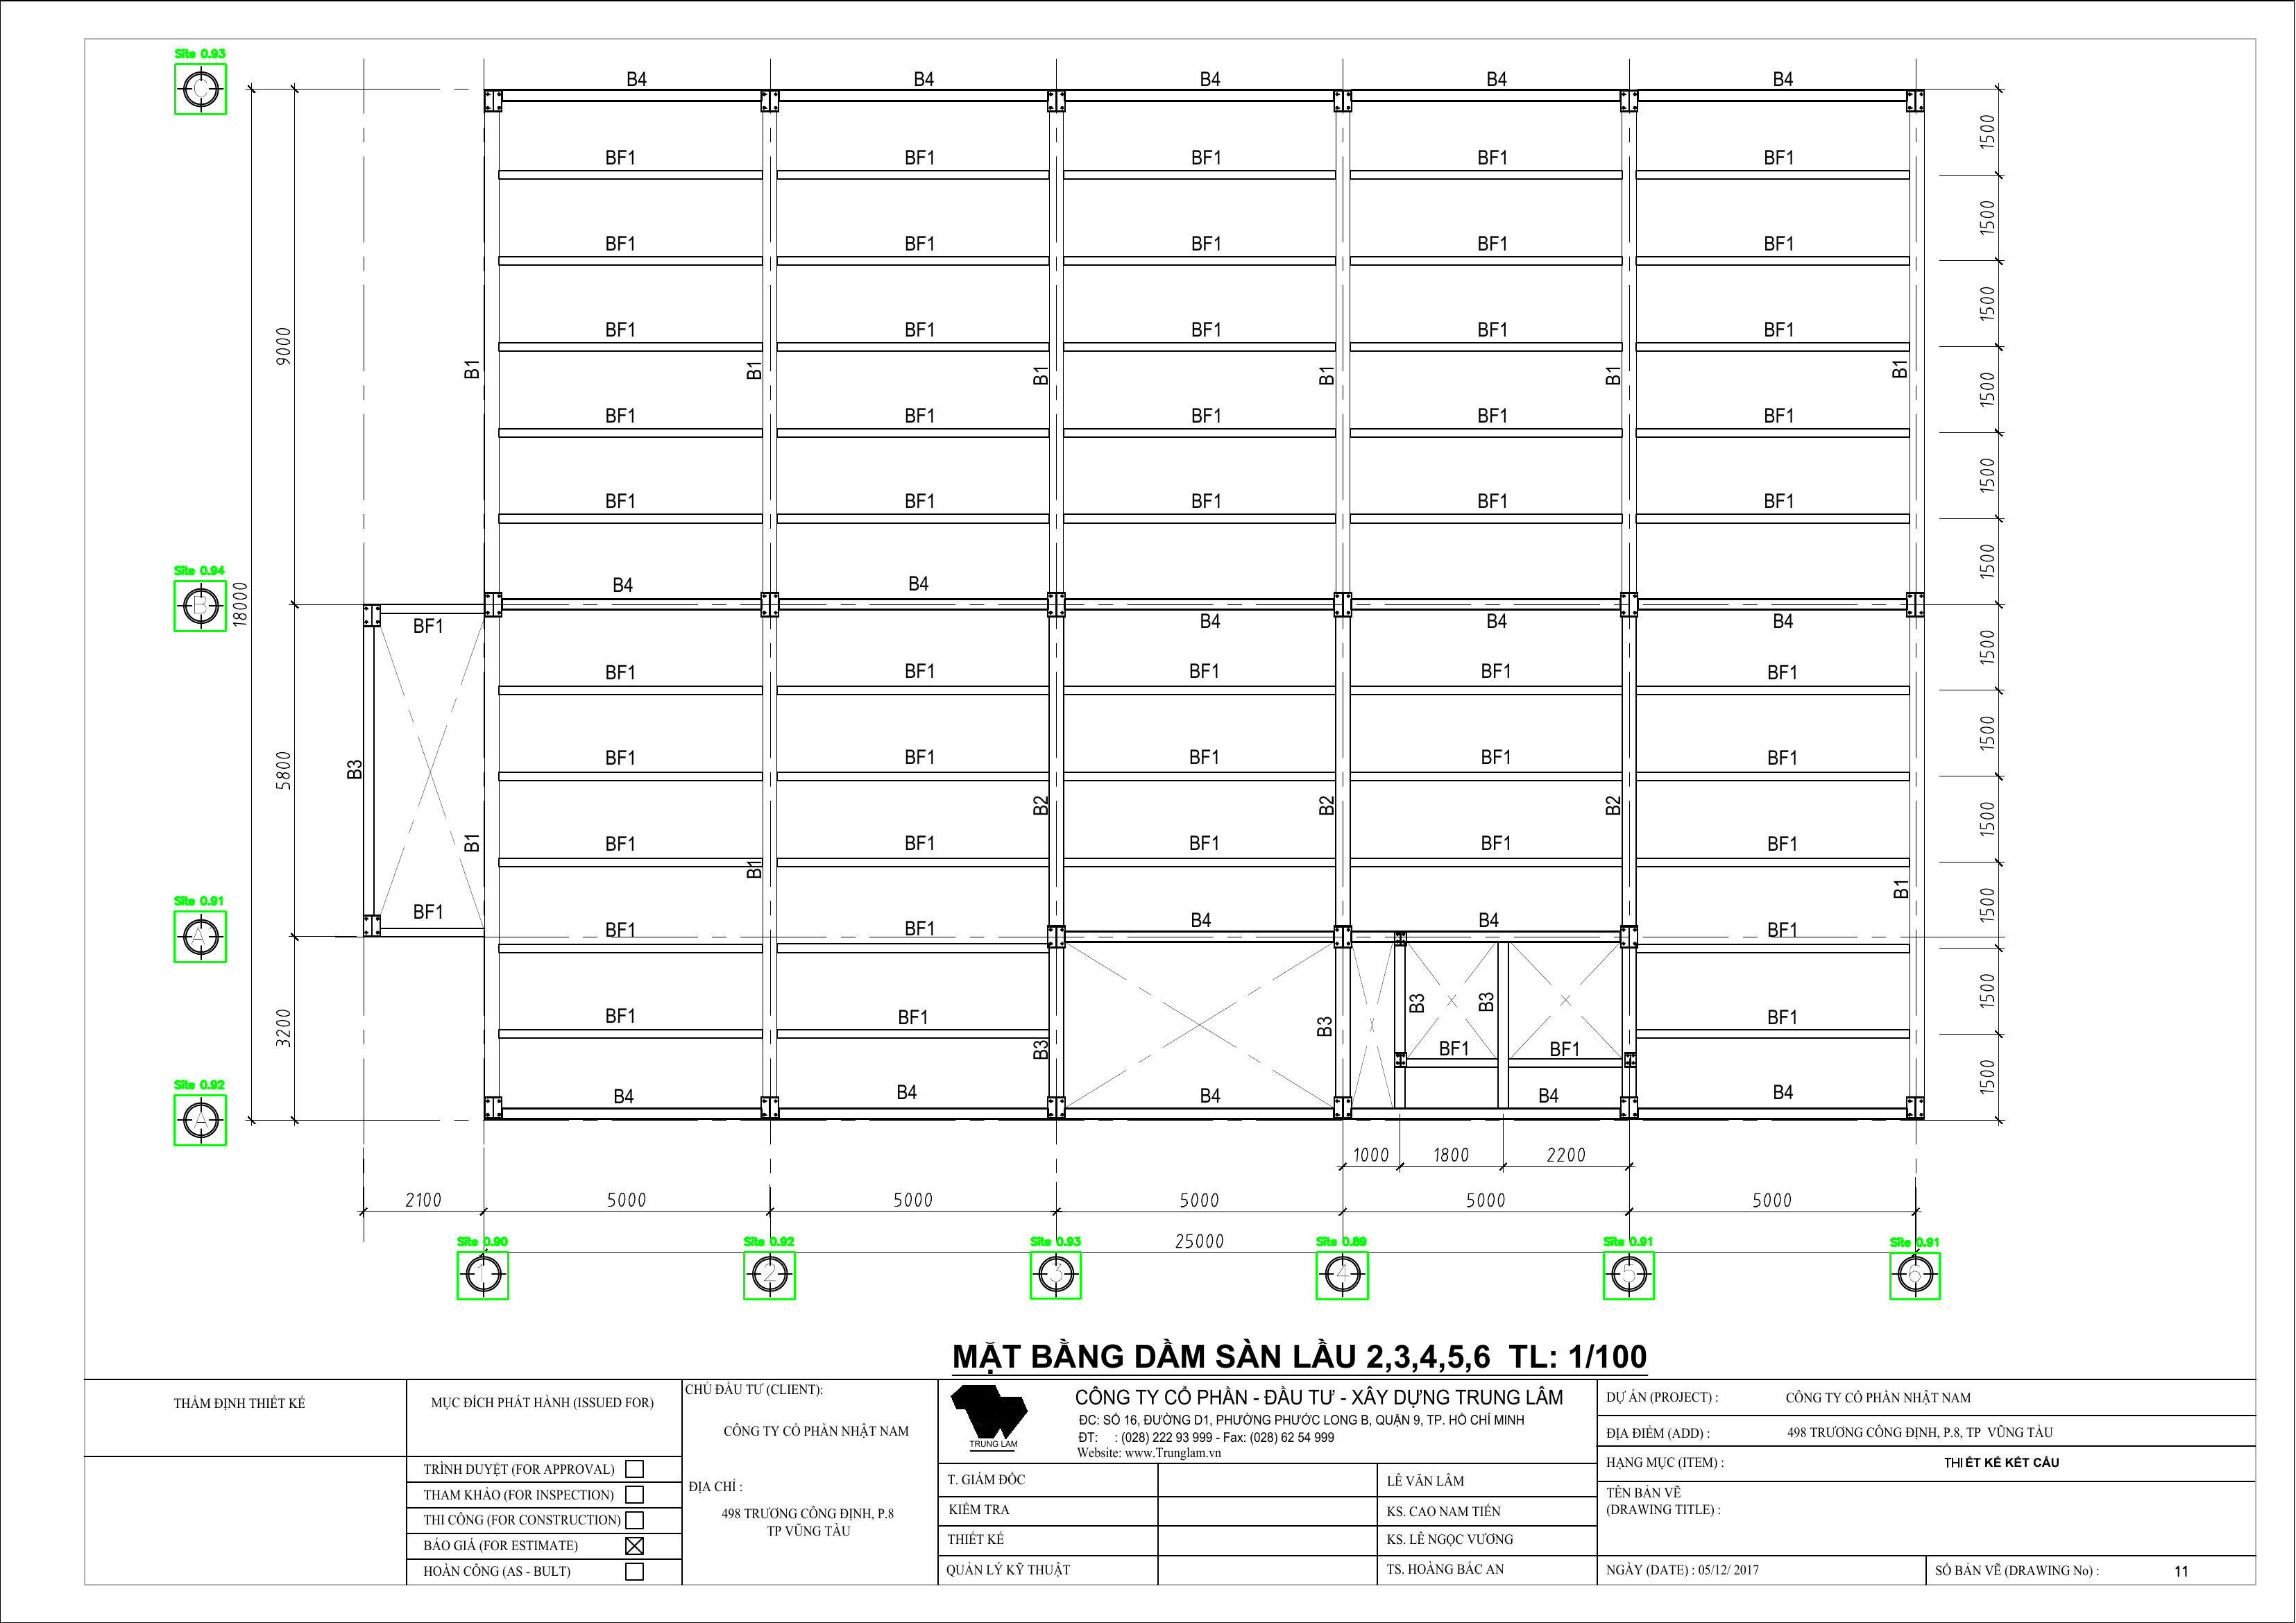 Site 0.93
C
B4 B4 B4 B4 B4
1500
BF1 BF1 BF1 BF1 BF1
1500
BF1 BF1 BF1 BF1 BF1
1500
BF1 BF1 BF1 BF1 BF1
9000
B1 B1 B1 B1 B1 B1
1500
BF1 BF1 BF1 BF1 BF1
1500
BF1 BF1 BF1 BF1 BF1
1500
Site 0.94
B
18000
B4 B4
BF1
B4 B4 B4
1500
BF1 BF1 BF1 BF1 BF1
1500
BF1 BF1 BF1 BF1 BF1
5800
B3
B2 B2 B2
1500
B1
BF1 BF1 BF1 BF1 BF1
B1
B1
1500
Site 0.91
A'
BF1
B4 B4
BF1 BF1 BF1
1500
B3 B3
3200
BF1 BF1 B3 BF1
B3
BF1 BF1
1500
Site 0.92
A
B4 B4 B4 B4 B4
1000 1800 2200
2100 5000 5000 5000 5000 5000
25000
Site 0.90 Site 0.92 Site 0.93 Site 0.89 Site 0.91 Site 0.91
1 2 3 4 5 6
MẶT BẰNG DẦM SÀN LẦU 2,3,4,5,6 TL: 1/100
THẢM ĐỊNH THIẾT KẾ
MỤC ĐÍCH PHÁT HÀNH (ISSUED FOR)
TRÌNH DUYỆT (FOR APPROVAL)
THAM KHẢO (FOR INSPECTION)
THI CÔNG (FOR CONSTRUCTION)
BÁO GIÁ (FOR ESTIMATE)
HOÀN CÔNG (AS - BULT)
CHỦ ĐẦU TƯ (CLIENT):
CÔNG TY CỔ PHẦN NHẬT NAM
ĐỊA CHỈ :
498 TRƯƠNG CÔNG ĐỊNH, P.8
TP VŨNG TÀU
TRUNG LAM
CÔNG TY CỔ PHẦN - ĐẦU TƯ - XÂY DỰNG TRUNG LÂM
ĐC: SỐ 16, ĐƯỜNG D1, PHƯỜNG PHƯỚC LONG B, QUẬN 9, TP. HỒ CHÍ MINH
ĐT: : (028) 222 93 999 - Fax: (028) 62 54 999
Website: www.Trunglam.vn
T. GIÁM ĐỐC LÊ VĂN LÂM
KIỂM TRA KS. CAO NAM TIẾN
THIẾT KẾ KS. LÊ NGỌC VƯƠNG
QUẢN LÝ KỸ THUẬT TS. HOÀNG BẮC AN
DỰ ÁN (PROJECT) : CÔNG TY CỔ PHẦN NHẬT NAM
ĐỊA ĐIỂM (ADD) : 498 TRƯƠNG CÔNG ĐỊNH, P.8, TP VŨNG TÀU
HẠNG MỤC (ITEM) : THIẾT KẾ KẾT CẤU
TÊN BẢN VẼ
(DRAWING TITLE) :
NGÀY (DATE) : 05/12/ 2017
SỐ BẢN VẼ (DRAWING No) : 11